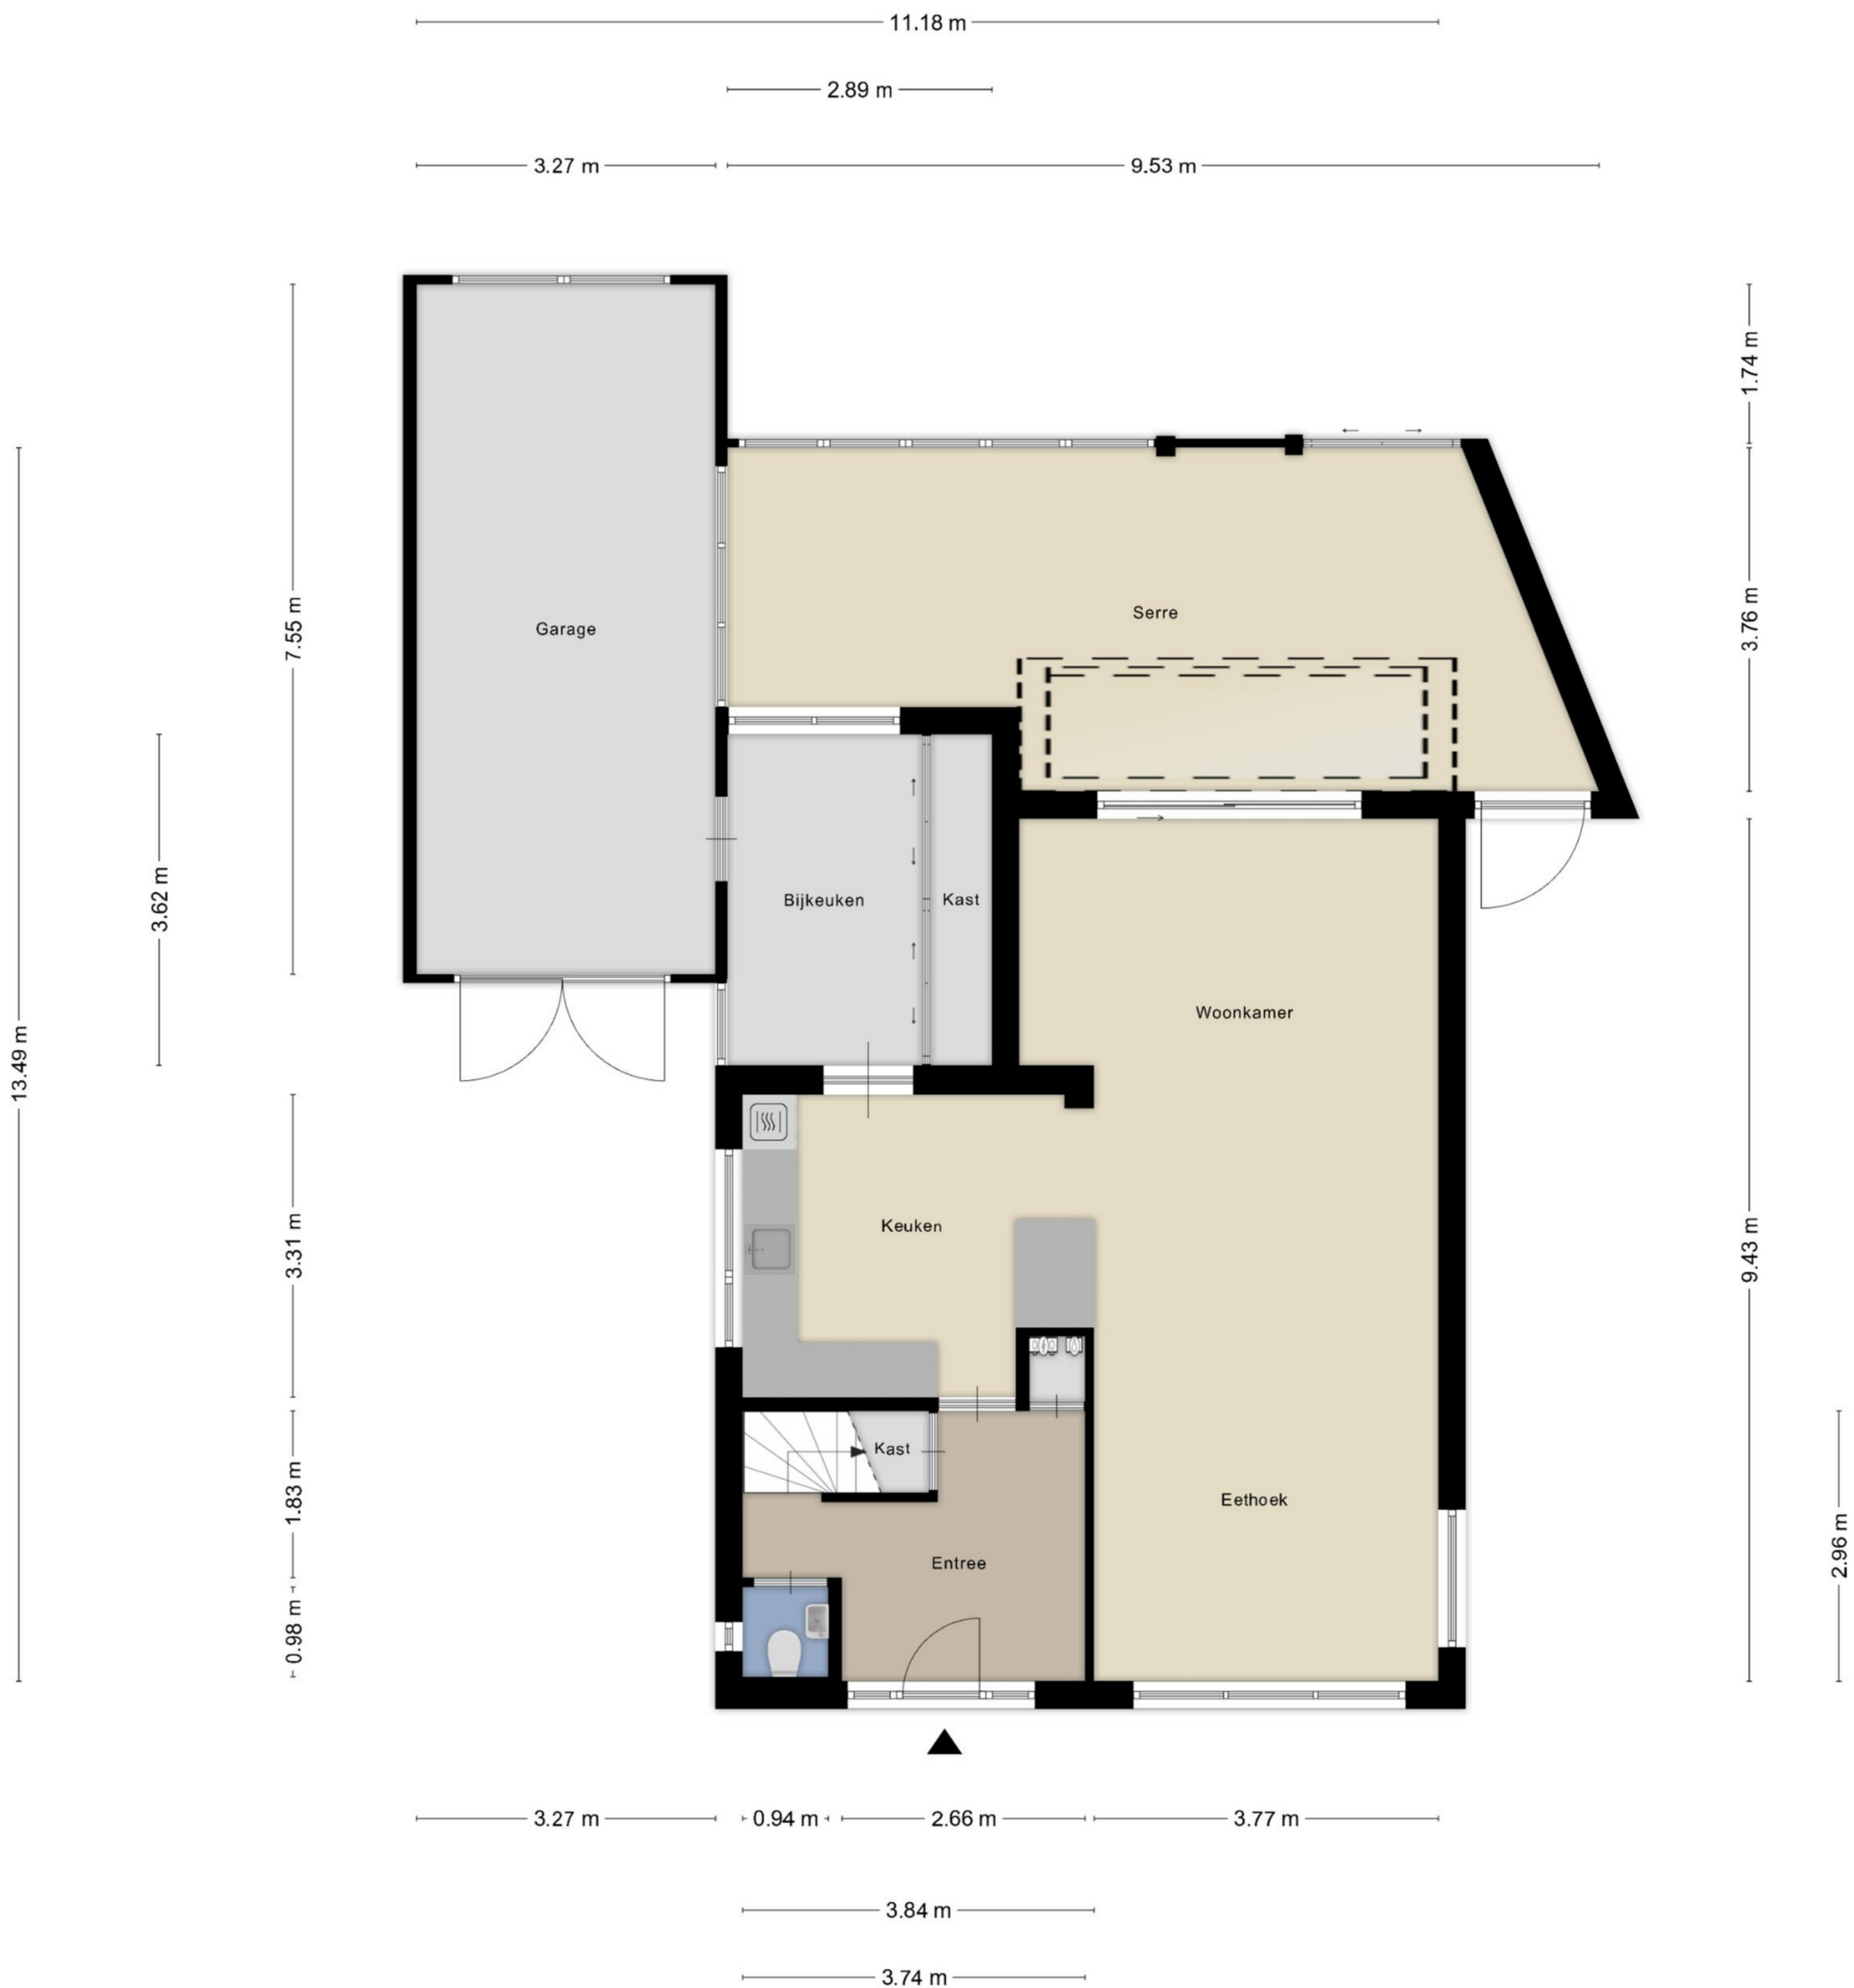 11.18 m
2.89 m
3.27 m
9.53 m
1.74 m
7.55 m
Garage
Serre
3.76 m
3.62 m
Bijkeuken
Kast
Woonkamer
13.49 m
3.31 m
Keuken
9.43 m
Kast
1.83 m
Eethoek
2.96 m
Entree
0.98 m
3.27 m
0.94 m
2.66 m
3.77 m
3.84 m
3.74 m